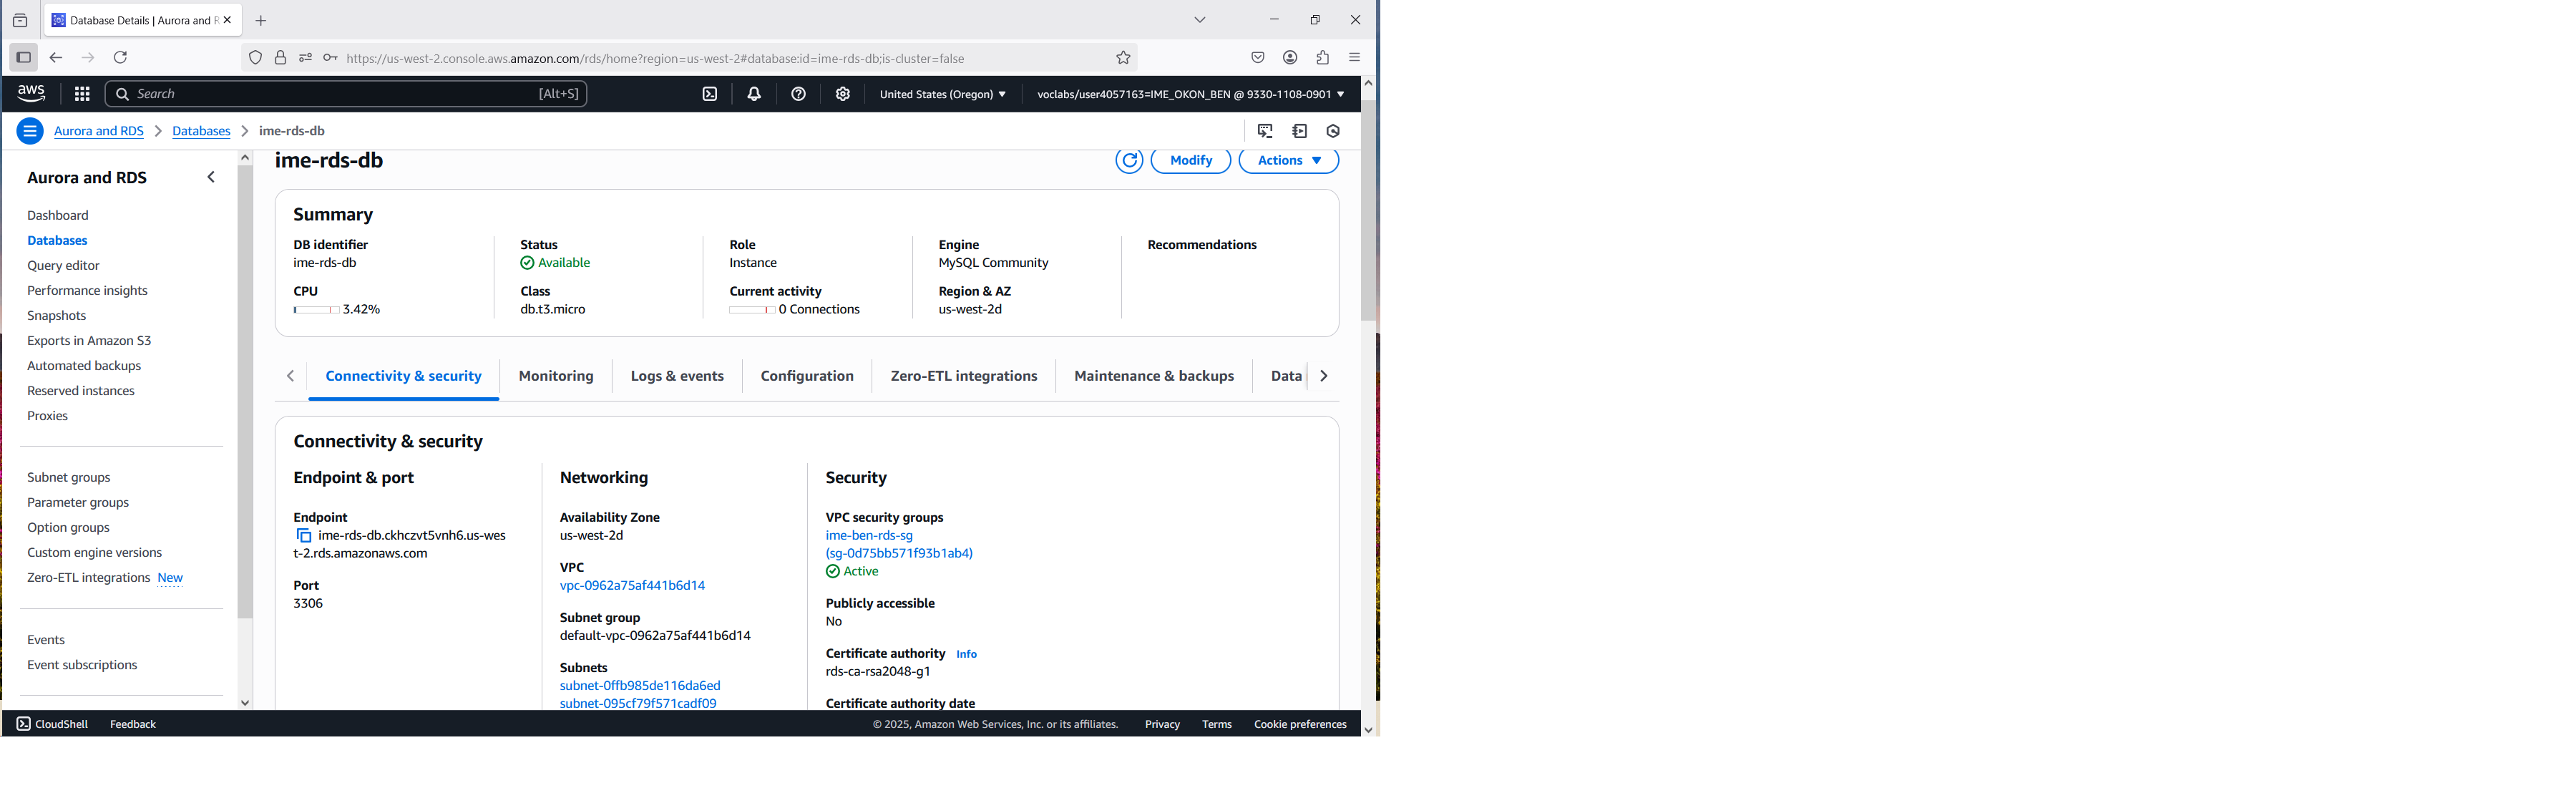 Database Details | Aurora and R
https://us-west-2.console.aws.amazon.com/rds/home?region=us-west-2#database:id=ime-rds-db;is-cluster=false
aws
Search
[Alt+S]
United States (Oregon)
voclabs/user4057163=IME_OKON_BEN @ 9330-1108-0901
Aurora and RDS
Databases
ime-rds-db
Aurora and RDS
Dashboard
Databases
Query editor
Performance insights
Snapshots
Exports in Amazon S3
Automated backups
Reserved instances
Proxies
Subnet groups
Parameter groups
Option groups
Custom engine versions
Zero-ETL integrations New
Events
Event subscriptions
ime-rds-db
Modify
Actions
Summary
DB identifier
ime-rds-db
CPU
3.42%
Status
Available
Class
db.t3.micro
Role
Instance
Current activity
0 Connections
Engine
MySQL Community
Region & AZ
us-west-2d
Recommendations
Connectivity & security
Monitoring
Logs & events
Configuration
Zero-ETL integrations
Maintenance & backups
Data
Connectivity & security
Endpoint & port
Endpoint
ime-rds-db.ckhczvt5vnh6.us-wes
t-2.rds.amazonaws.com
Port
3306
Networking
Availability Zone
us-west-2d
VPC
vpc-0962a75af441b6d14
Subnet group
default-vpc-0962a75af441b6d14
Subnets
subnet-0ffb985de116da6ed
subnet-095cf79f571cadf09
Security
VPC security groups
ime-ben-rds-sg
(sg-0d75bb571f93b1ab4)
Active
Publicly accessible
No
Certificate authority Info
rds-ca-rsa2048-g1
Certificate authority date
CloudShell
Feedback
© 2025, Amazon Web Services, Inc. or its affiliates.
Privacy
Terms
Cookie preferences